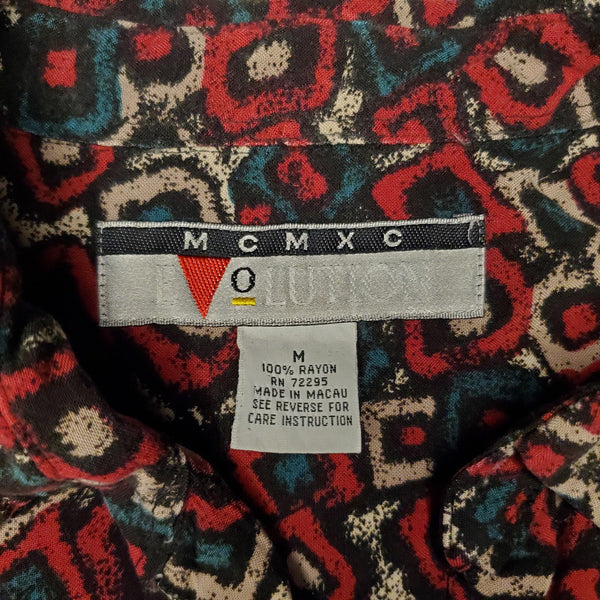 MCMXC
EVOLUTION
M
100% RAYON
RN 72295
MADE IN MACAU
SEE REVERSE FOR
CARE INSTRUCTION